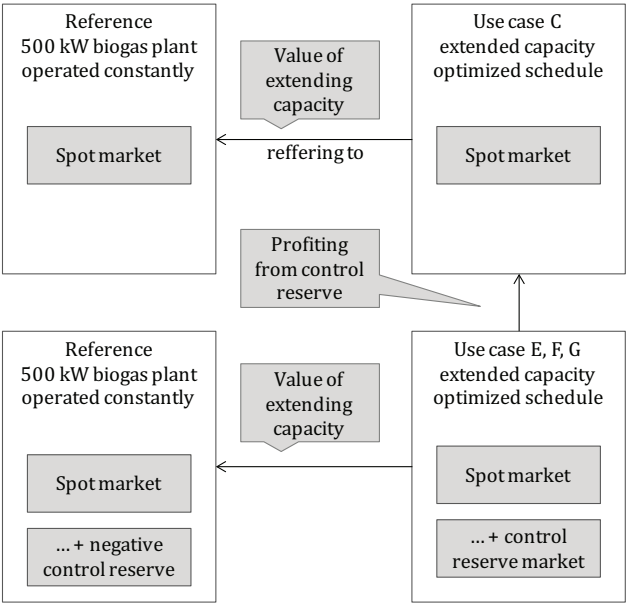 Reference
500 kW biogas plant
operated constantly
Spot market
Value of
extending
capacity
reffering to
Use case C
extended capacity
optimized schedule
Spot market
Profiting
from control
reserve
Reference
500 kW biogas plant
operated constantly
Spot market
... + negative
control reserve
Value of
extending
capacity
Use case E, F, G
extended capacity
optimized schedule
Spot market
... + control
reserve market